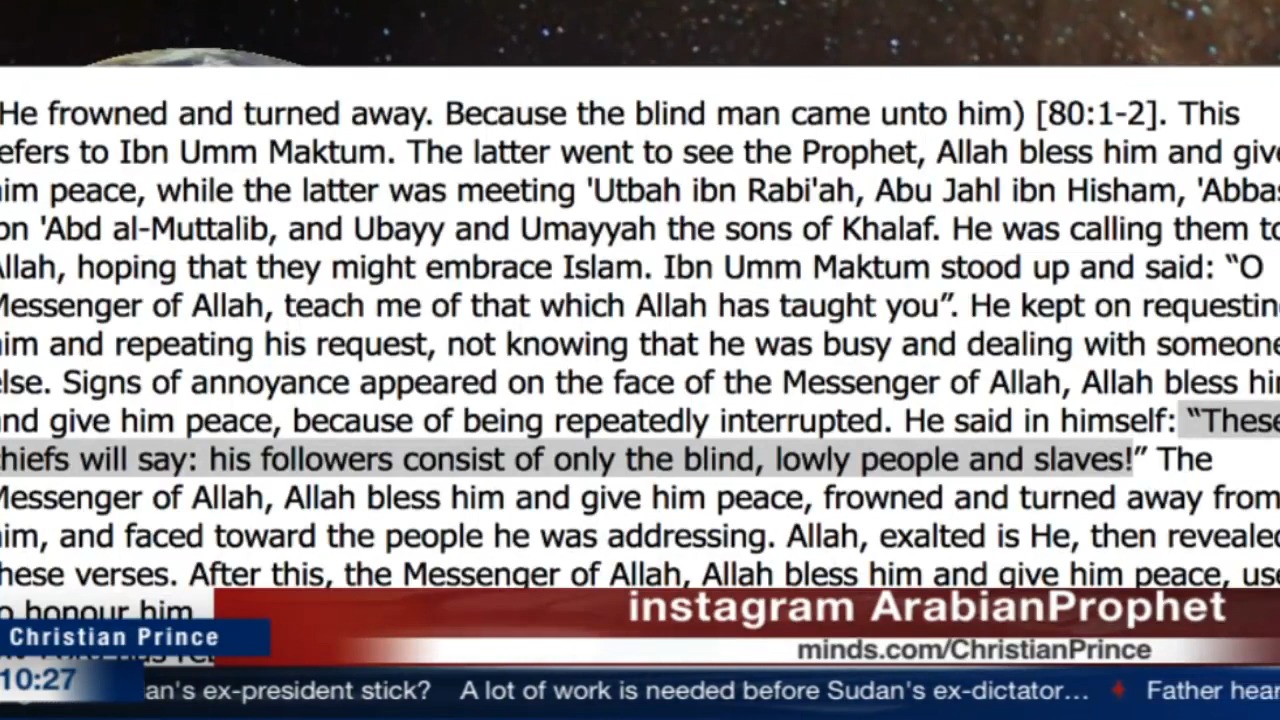 He frowned and turned away. Because the blind man came unto him) [80:1-2]. This
efers to Ibn Umm Maktum. The latter went to see the Prophet, Allah bless him and give
im peace, while the latter was meeting 'Utbah ibn Rabi'ah, Abu Jahl ibn Hisham, 'Abbas
bn 'Abd al-Muttalib, and Ubayy and Umayyah the sons of Khalaf. He was calling them to
Allah, hoping that they might embrace Islam. Ibn Umm Maktum stood up and said: “O
Messenger of Allah, teach me of that which Allah has taught you”. He kept on requestin
im and repeating his request, not knowing that he was busy and dealing with someone
else. Signs of annoyance appeared on the face of the Messenger of Allah, Allah bless hi
and give him peace, because of being repeatedly interrupted. He said in himself: “These
chiefs will say: his followers consist of only the blind, lowly people and slaves!” The
Messenger of Allah, Allah bless him and give him peace, frowned and turned away from
im, and faced toward the people he was addressing. Allah, exalted is He, then revealed
hese verses. After this, the Messenger of Allah, Allah bless him and give him peace, use
o honour him
instagram ArabianProphet
Christian Prince
minds.com/ChristianPrince
10:27
an's ex-president stick? A lot of work is needed before Sudan's ex-dictator... Father hear